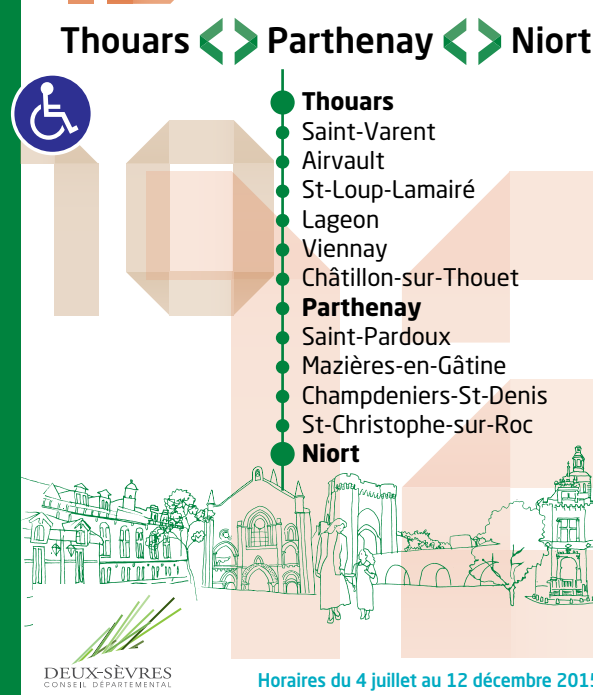 Thouars <> Parthenay <> Niort
Thouars
Saint-Varent
Airvault
St-Loup-Lamairé
Lageon
Viennay
Châtillon-sur-Thouet
Parthenay
Saint-Pardoux
Mazières-en-Gâtine
Champdeniers-St-Denis
St-Christophe-sur-Roc
Niort
DEUX-SÈVRES
CONSEIL DÉPARTEMENTAL
Horaires du 4 juillet au 12 décembre 2015